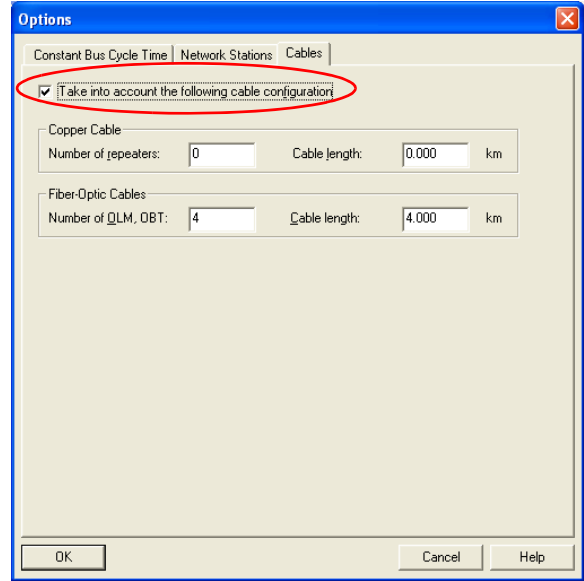 Options
Constant Bus Cycle Time Network Stations Cables
Take into account the following cable configuration
Copper Cable
Number of repeaters: 0 Cable length: 0.000 km
Fiber-Optic Cables
Number of OLM, OBT: 4 Cable length: 4.000 km
OK Cancel Help